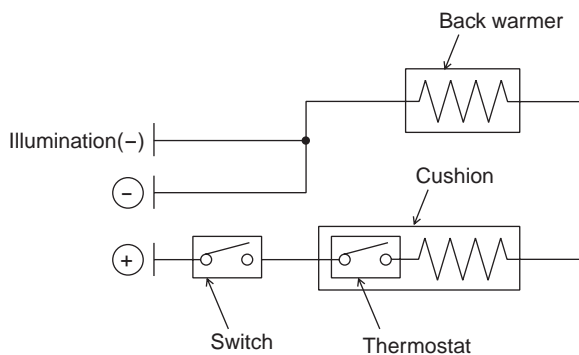 Back warmer
Illumination(−)
−
Cushion
+
Switch
Thermostat